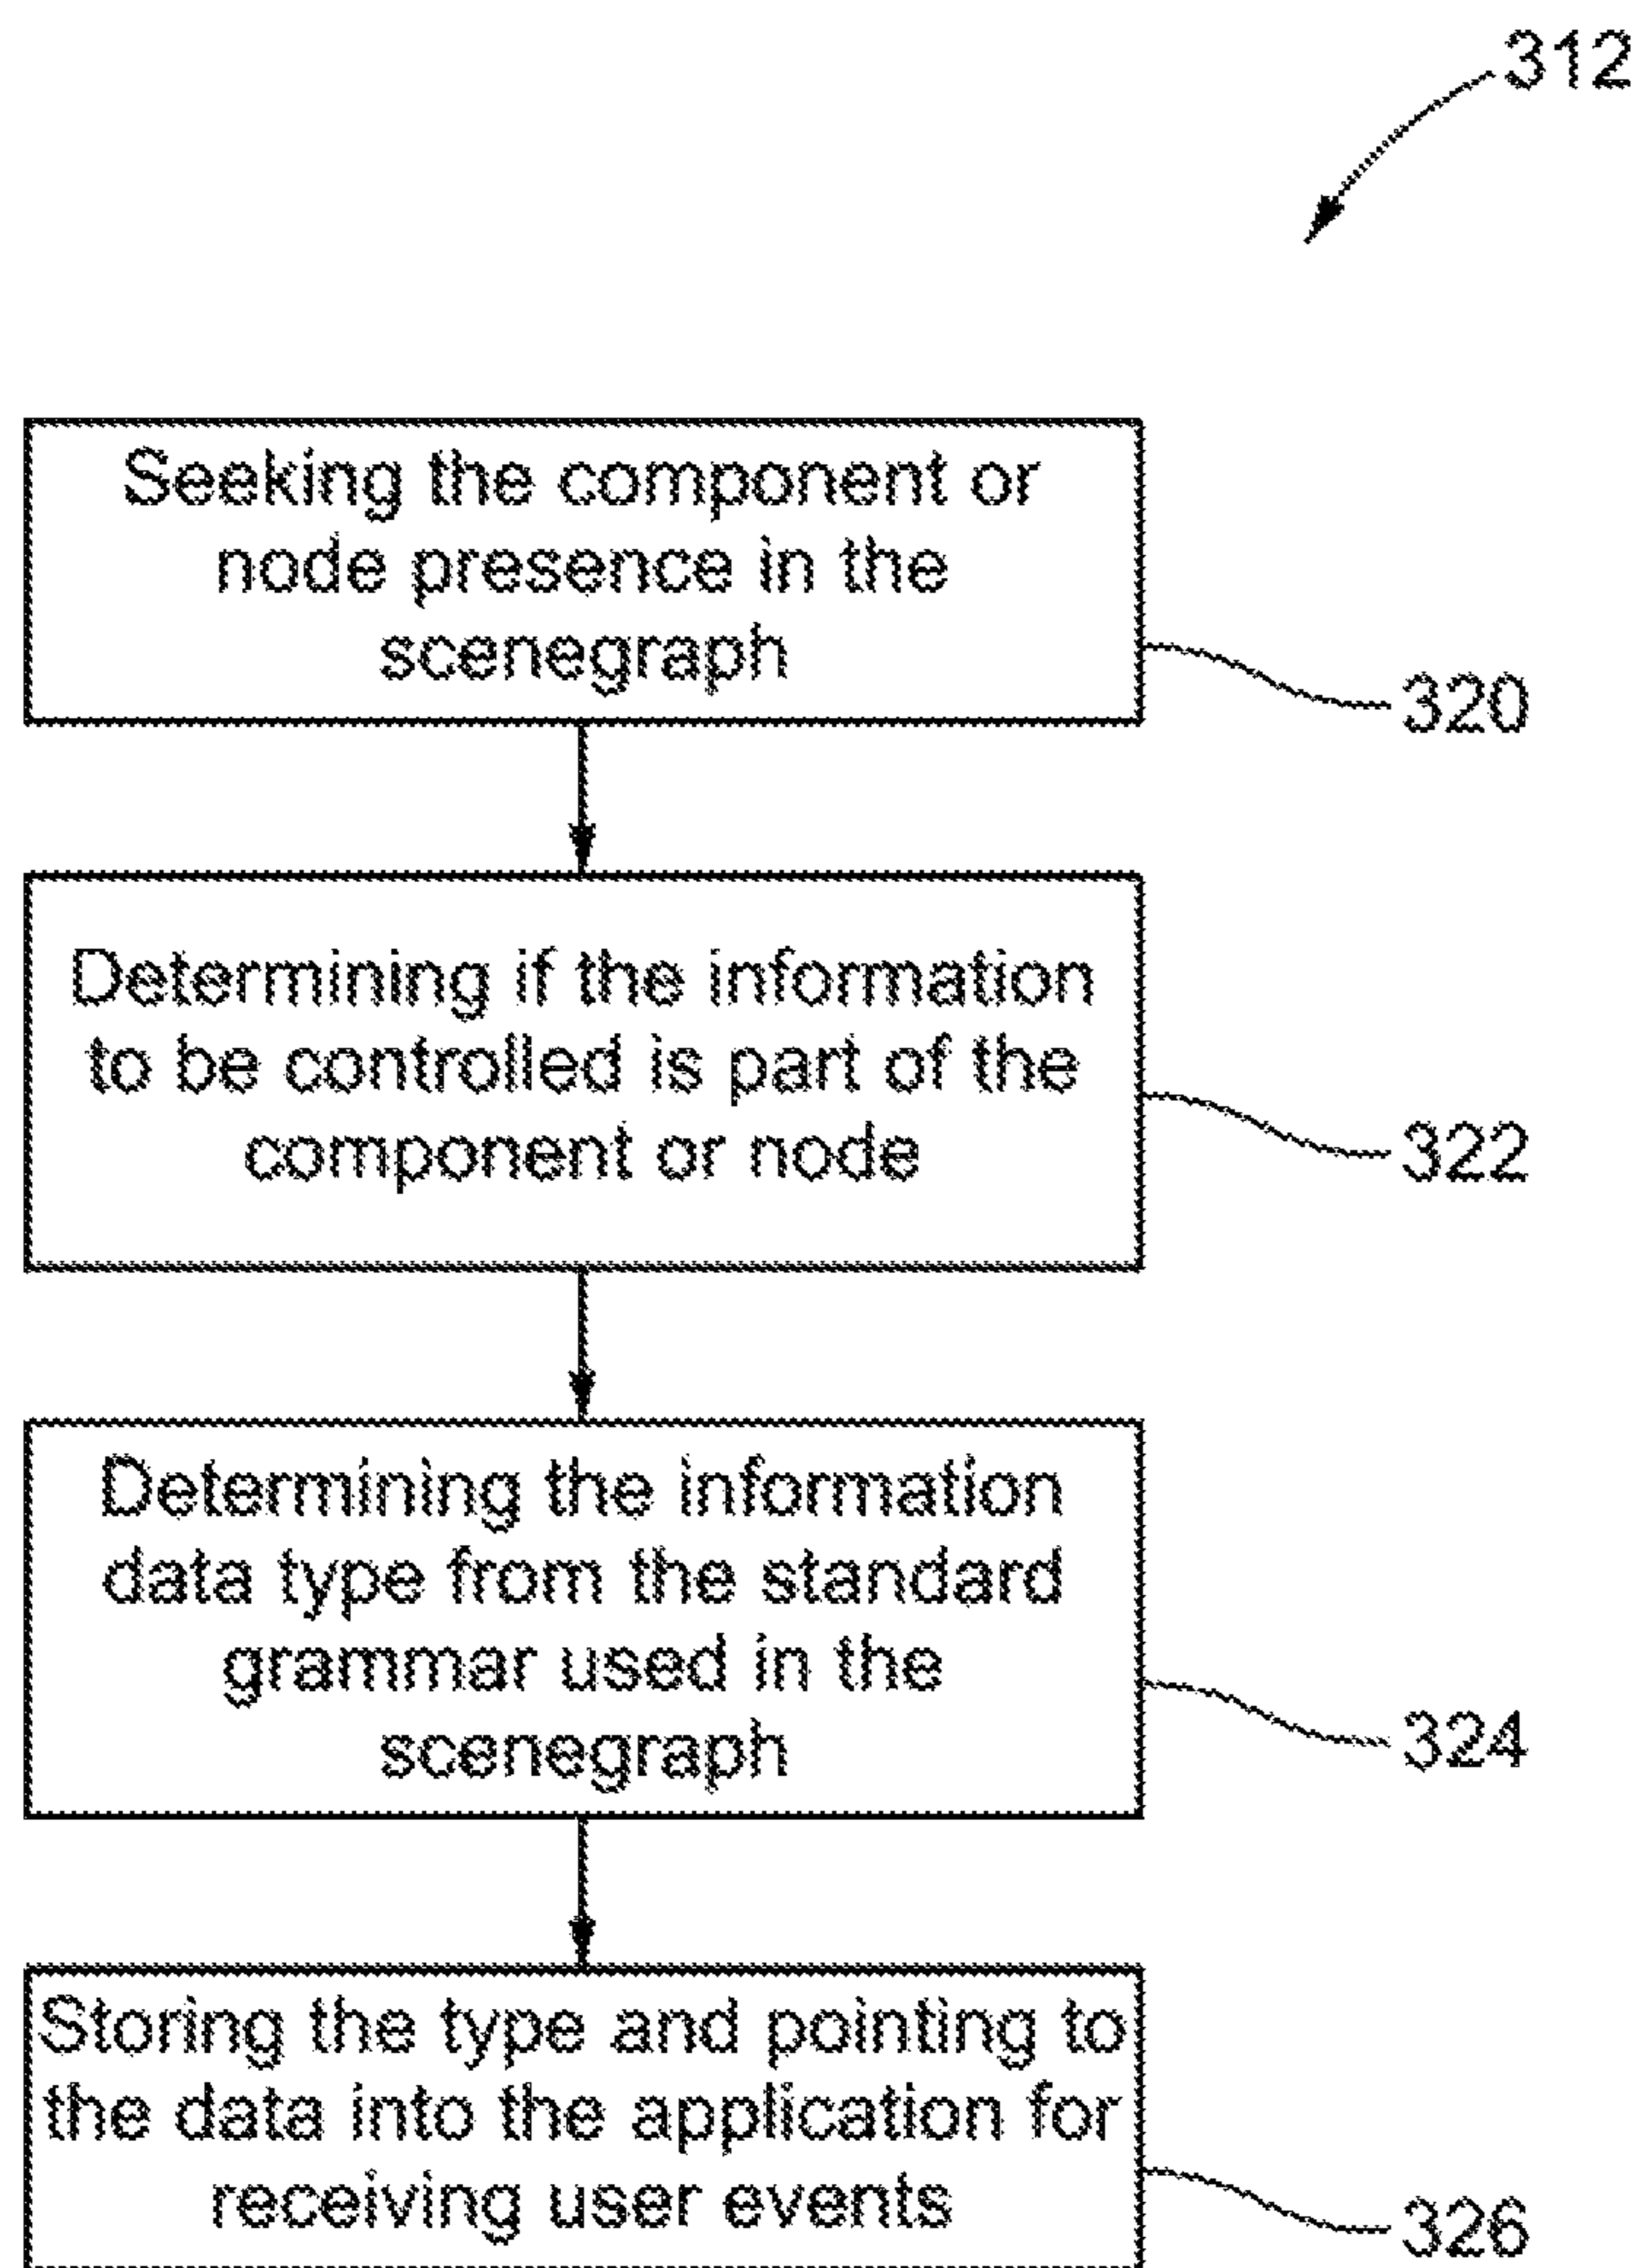 312
Seeking the component or
node presence in the
scenegraph
320
Determining if the information
to be controlled is part of the
component or node
322
Determining the information
data type from the standard
grammar used in the
scenegraph
324
Storing the type and pointing to
the data into the application for
receiving user events
326